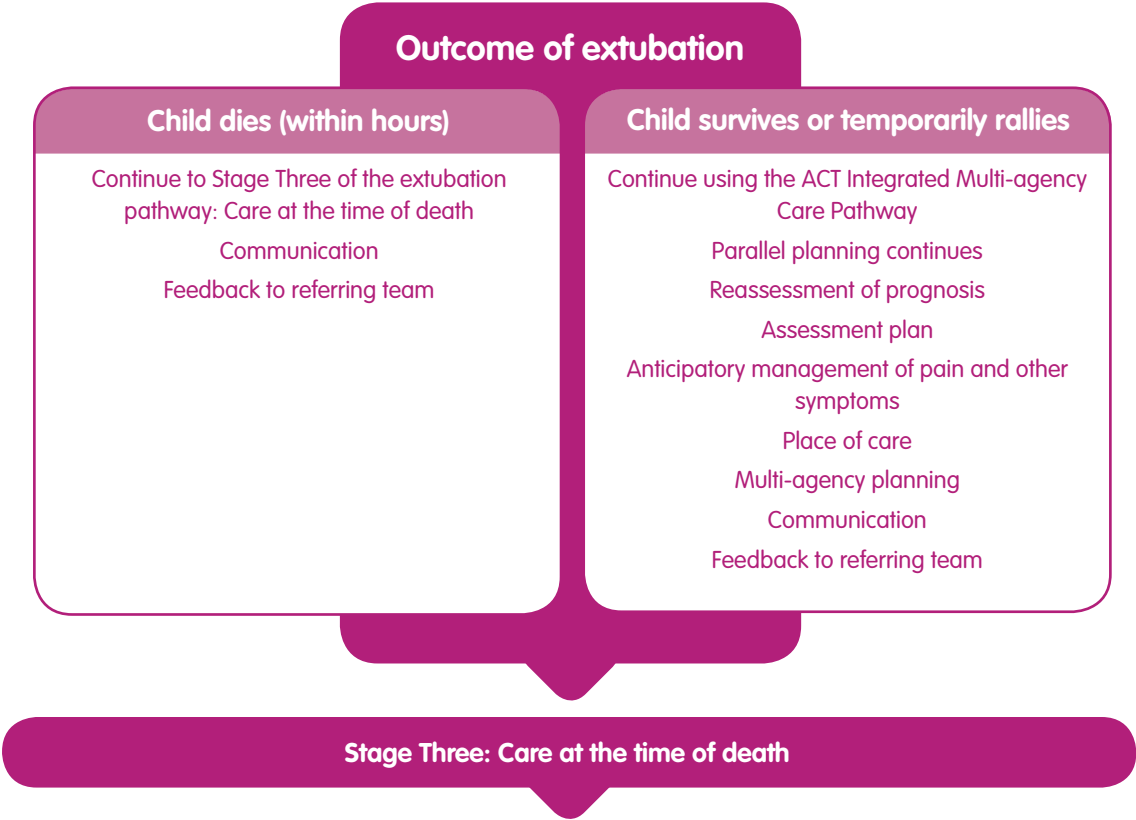 Outcome of extubation
Child dies (within hours)
Continue to Stage Three of the extubation
pathway: Care at the time of death
Communication
Feedback to referring team
Child survives or temporarily rallies
Continue using the ACT Integrated Multi-agency
Care Pathway
Parallel planning continues
Reassessment of prognosis
Assessment plan
Anticipatory management of pain and other
symptoms
Place of care
Multi-agency planning
Communication
Feedback to referring team
Stage Three: Care at the time of death